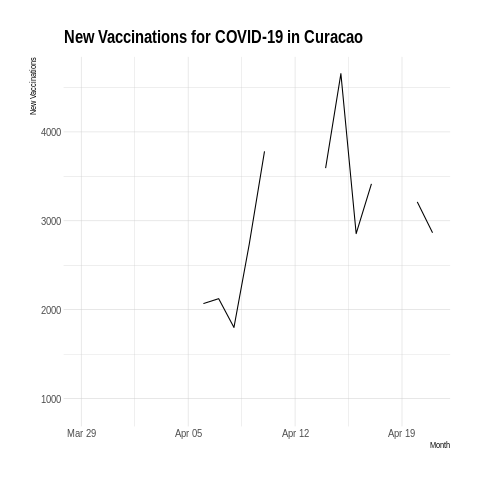 New Vaccinations for COVID-19 in Curacao
New Vaccinations
4000
3000
2000
1000
Mar 29 Apr 05 Apr 12 Apr 19
Month